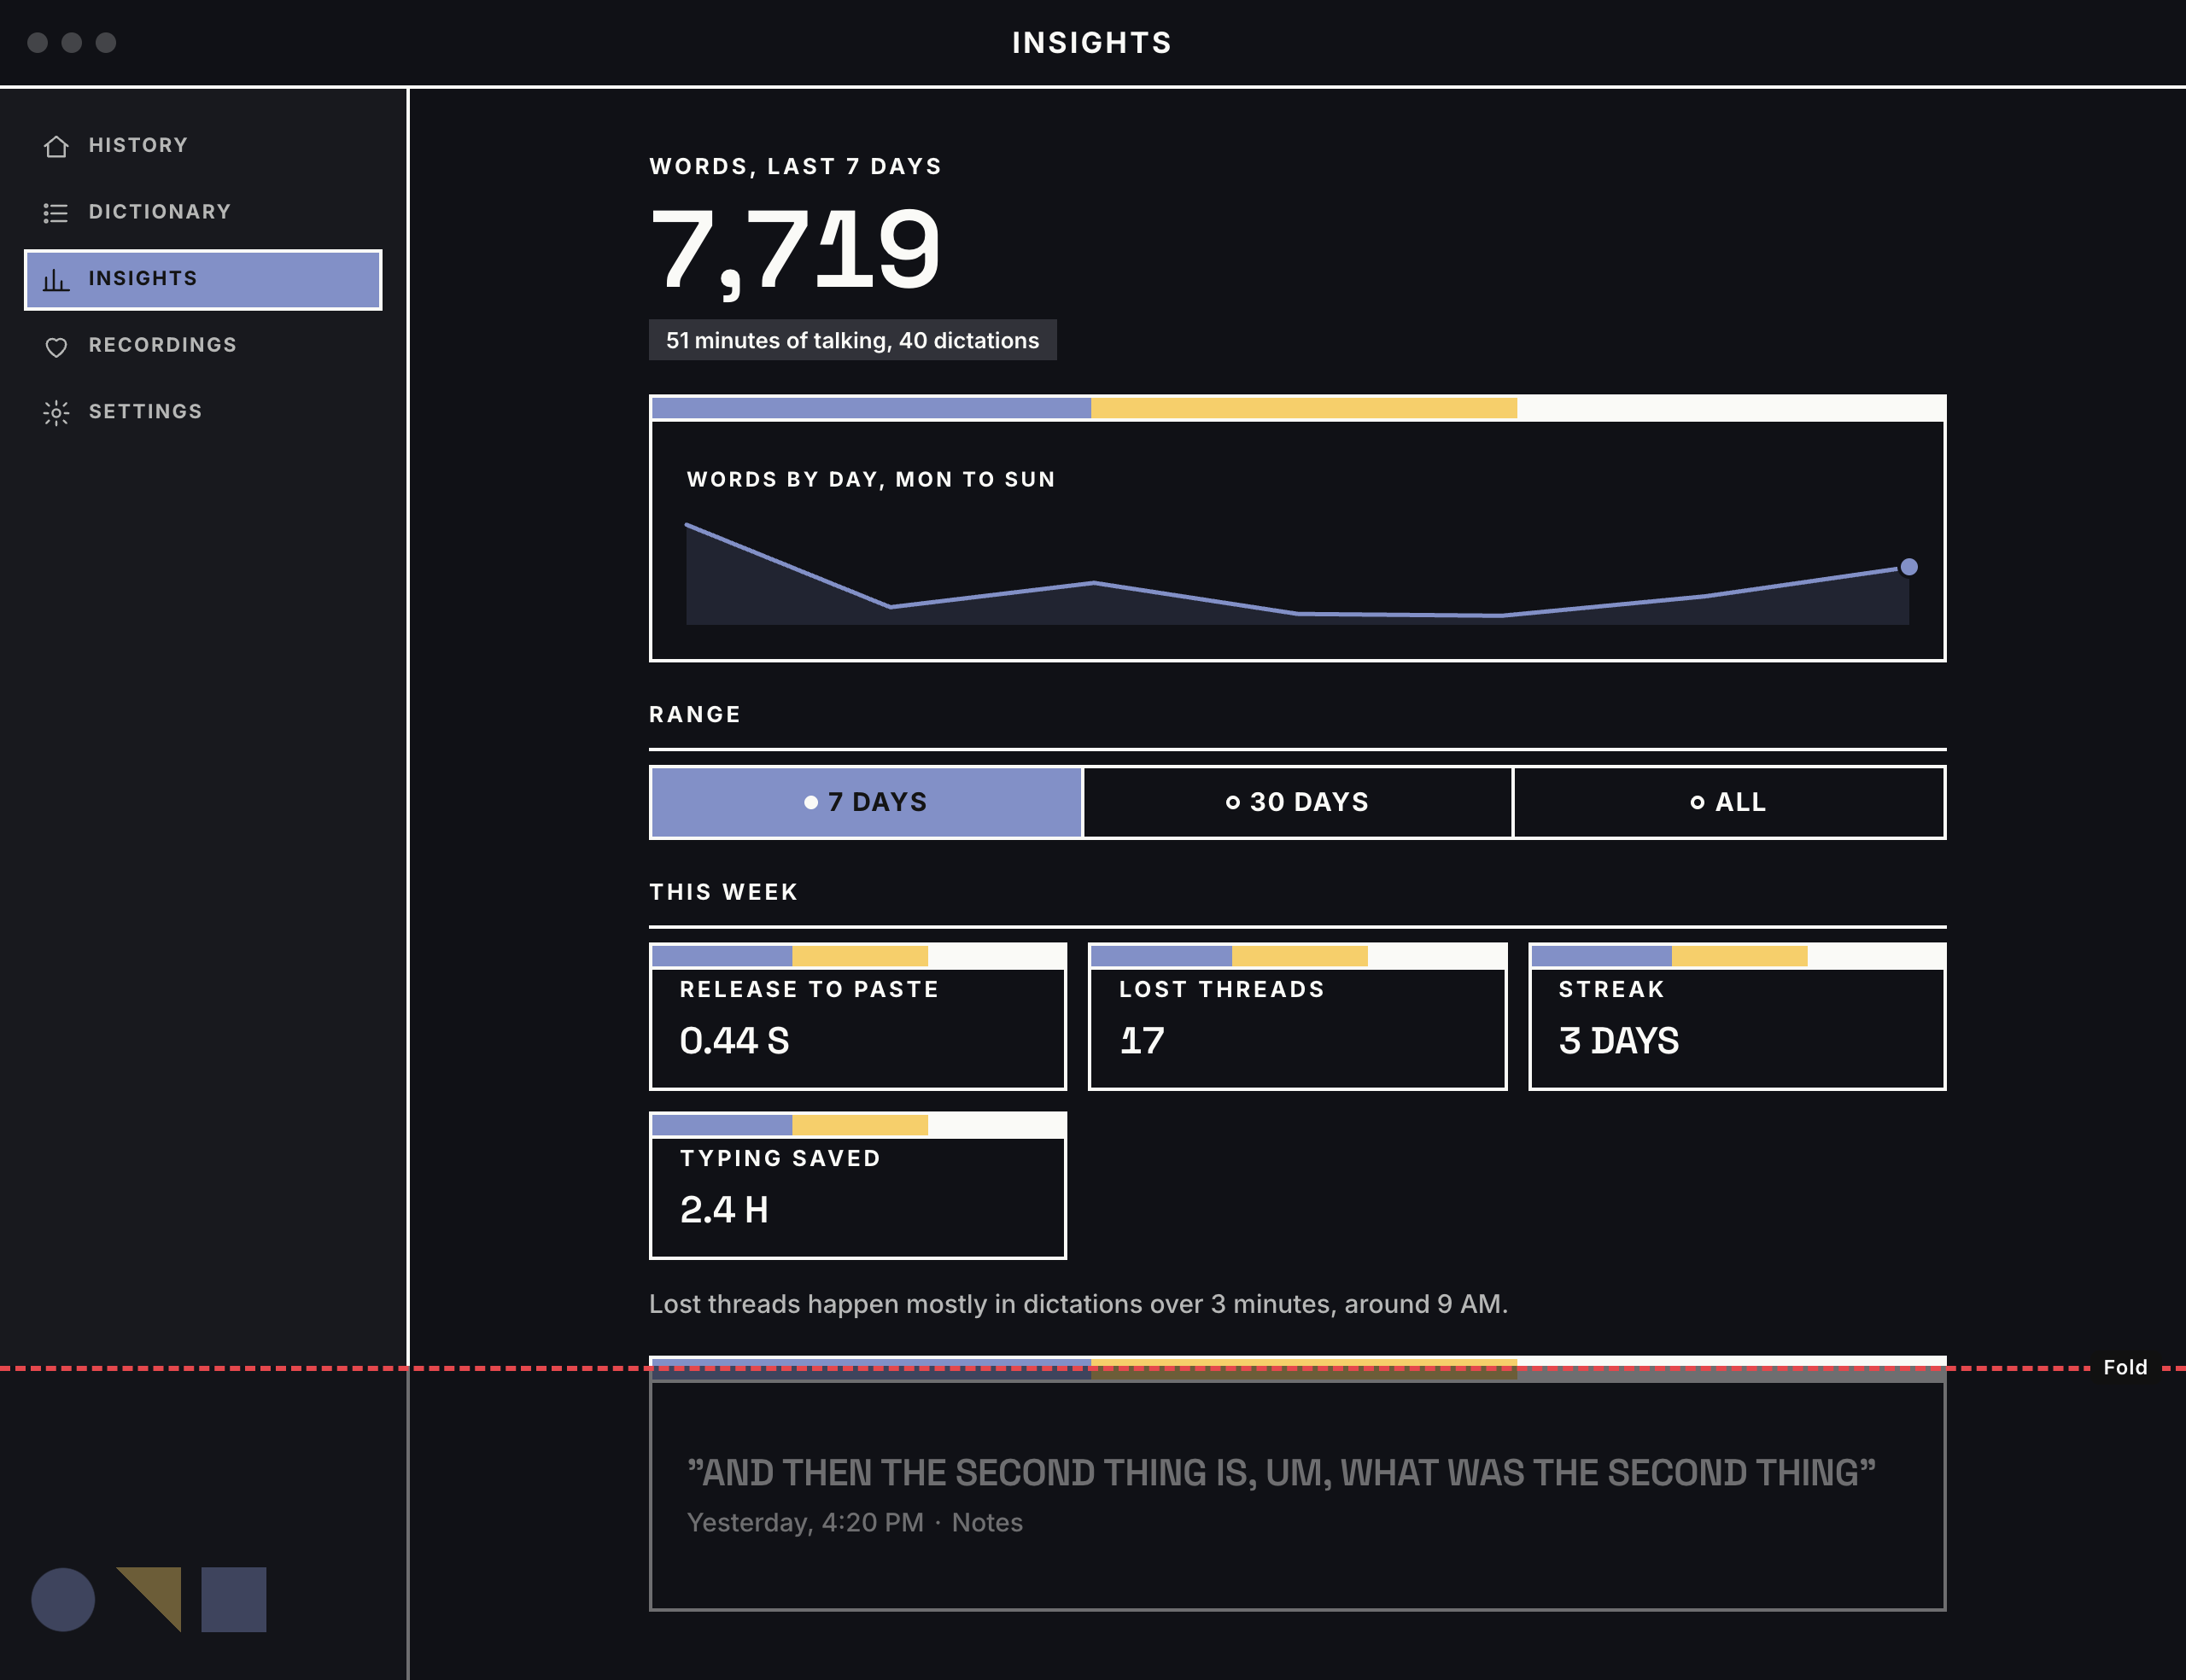 INSIGHTS
HISTORY
DICTIONARY
INSIGHTS
RECORDINGS
SETTINGS
WORDS, LAST 7 DAYS
7,719
51 minutes of talking, 40 dictations
WORDS BY DAY, MON TO SUN
RANGE
7 DAYS
30 DAYS
ALL
THIS WEEK
RELEASE TO PASTE
0.44 S
LOST THREADS
17
STREAK
3 DAYS
TYPING SAVED
2.4 H
Lost threads happen mostly in dictations over 3 minutes, around 9 AM.
Fold
”AND THEN THE SECOND THING IS, UM, WHAT WAS THE SECOND THING”
Yesterday, 4:20 PM · Notes